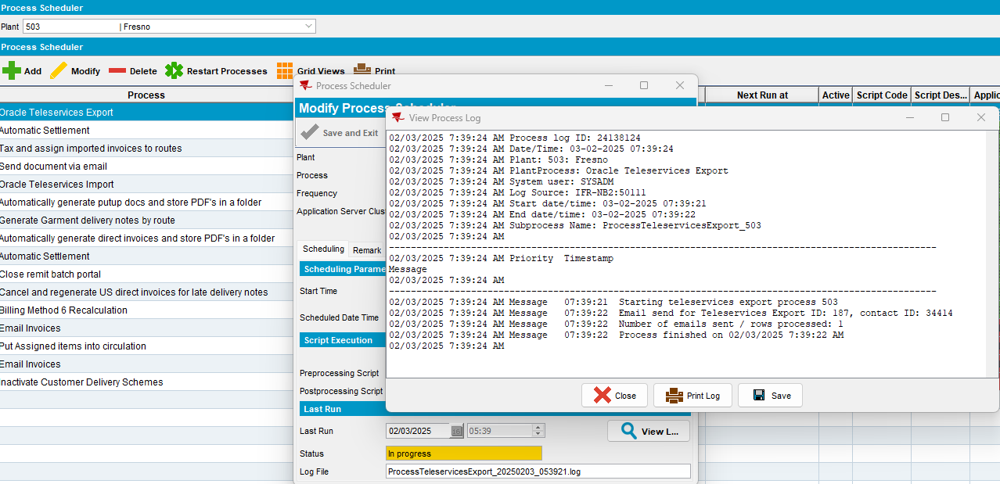 Process Scheduler
Plant 503 | Fresno
Process Scheduler
Add Modify Delete Restart Processes Grid Views Print
Process Next Run at Active Script Code Script Des... Applic
Oracle Teleservices Export
Automatic Settlement
Tax and assign imported invoices to routes
Send document via email
Oracle Teleservices Import
Automatically generate putup docs and store PDF's in a folder
Generate Garment delivery notes by route
Automatically generate direct invoices and store PDF's in a folder
Automatic Settlement
Close remit batch portal
Cancel and regenerate US direct invoices for late delivery notes
Billing Method 6 Recalculation
Email Invoices
Put Assigned items into circulation
Email Invoices
Inactivate Customer Delivery Schemes
Process Scheduler
Modify Process Scheduler
Save and Exit
Plant
Process
Frequency
Application Server Clus
Scheduling Remark
Scheduling Parame
Start Time
Scheduled Date Time
Script Execution
Preprocessing Script
Postprocessing Script
Last Run
Last Run 02/03/2025 16 05:39 View L...
Status In progress
Log File ProcessTeleservicesExport_20250203_053921.log
View Process Log
02/03/2025 7:39:24 AM Process log ID: 24138124
02/03/2025 7:39:24 AM Date/Time: 03-02-2025 07:39:24
02/03/2025 7:39:24 AM Plant: 503: Fresno
02/03/2025 7:39:24 AM PlantProcess: Oracle Teleservices Export
02/03/2025 7:39:24 AM System user: SYSADM
02/03/2025 7:39:24 AM Log Source: IFR-NB2:50111
02/03/2025 7:39:24 AM Start date/time: 03-02-2025 07:39:21
02/03/2025 7:39:24 AM End date/time: 03-02-2025 07:39:22
02/03/2025 7:39:24 AM Subprocess Name: ProcessTeleservicesExport_503
02/03/2025 7:39:24 AM
----------------------------------------------------------------------------------------------------
02/03/2025 7:39:24 AM Priority Timestamp
Message
02/03/2025 7:39:24 AM
----------------------------------------------------------------------------------------------------
02/03/2025 7:39:24 AM Message 07:39:21 Starting teleservices export process 503
02/03/2025 7:39:24 AM Message 07:39:22 Email send for Teleservices Export ID: 187, contact ID: 34414
02/03/2025 7:39:24 AM Message 07:39:22 Number of emails sent / rows processed: 1
02/03/2025 7:39:24 AM Message 07:39:22 Process finished on 02/03/2025 7:39:22 AM
02/03/2025 7:39:24 AM
Close Print Log Save